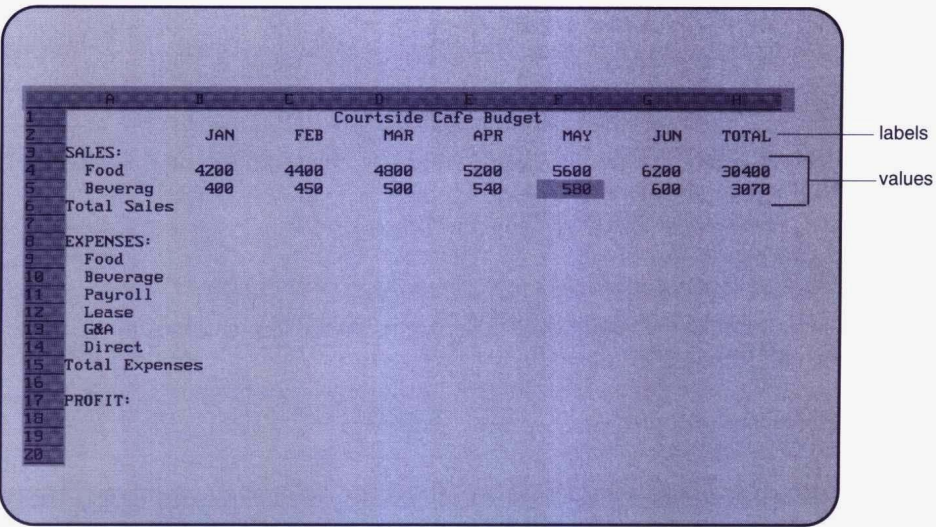 A B C D E F G H
1 Courtside Cafe Budget
2 JAN FEB MAR APR MAY JUN TOTAL labels
3 SALES:
4 Food 4200 4400 4800 5200 5600 6200 30400
values
5 Beverag 400 450 500 540 580 600 3070
6 Total Sales
7
8 EXPENSES:
9 Food
10 Beverage
11 Payroll
12 Lease
13 G&A
14 Direct
15 Total Expenses
16
17 PROFIT:
18
19
20